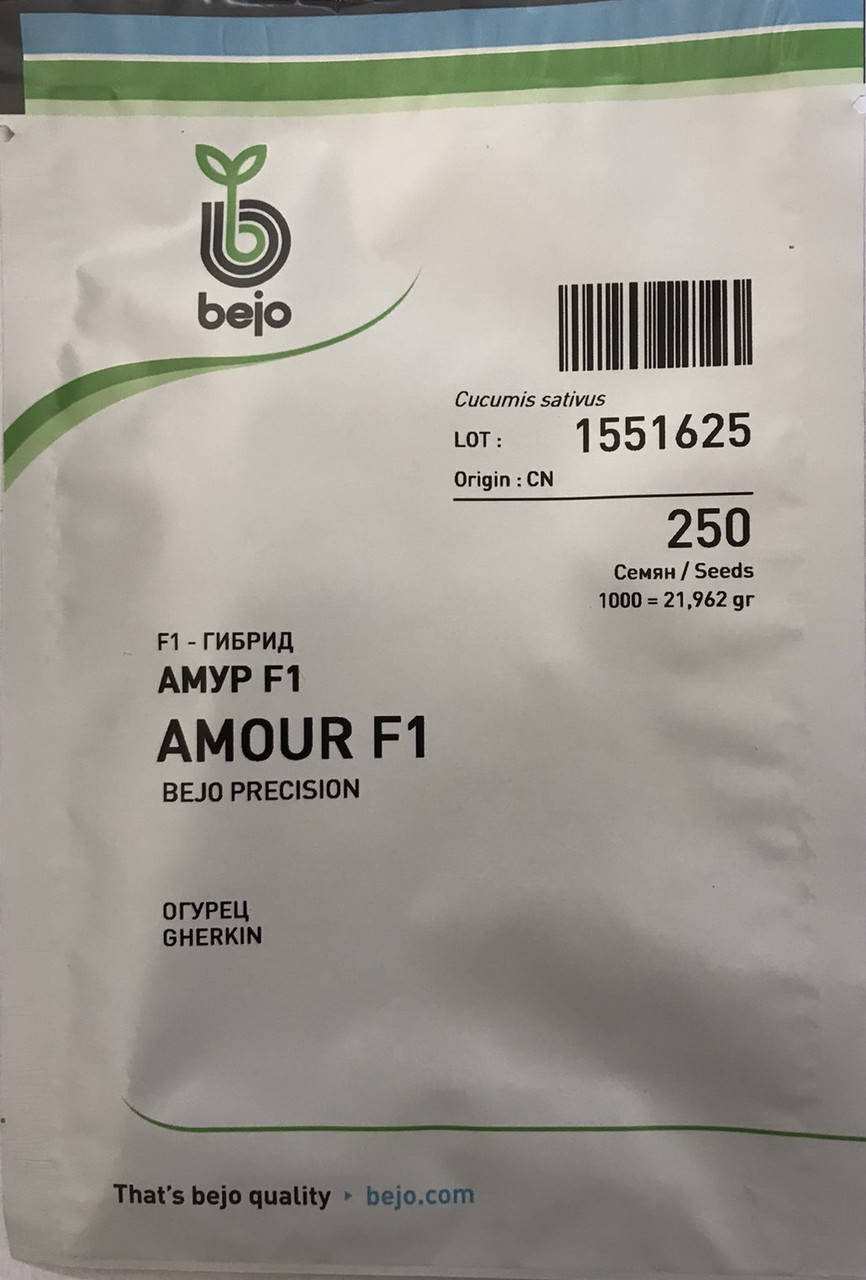 bejo
Cucumis sativus
LOT : 1551625
Origin : CN
250
Семян / Seeds
1000 = 21,962 gr
F1 - ГИБРИД
АМУР F1
AMOUR F1
BEJO PRECISION
ОГУРЕЦ
GHERKIN
That's bejo quality ‣ bejo.com